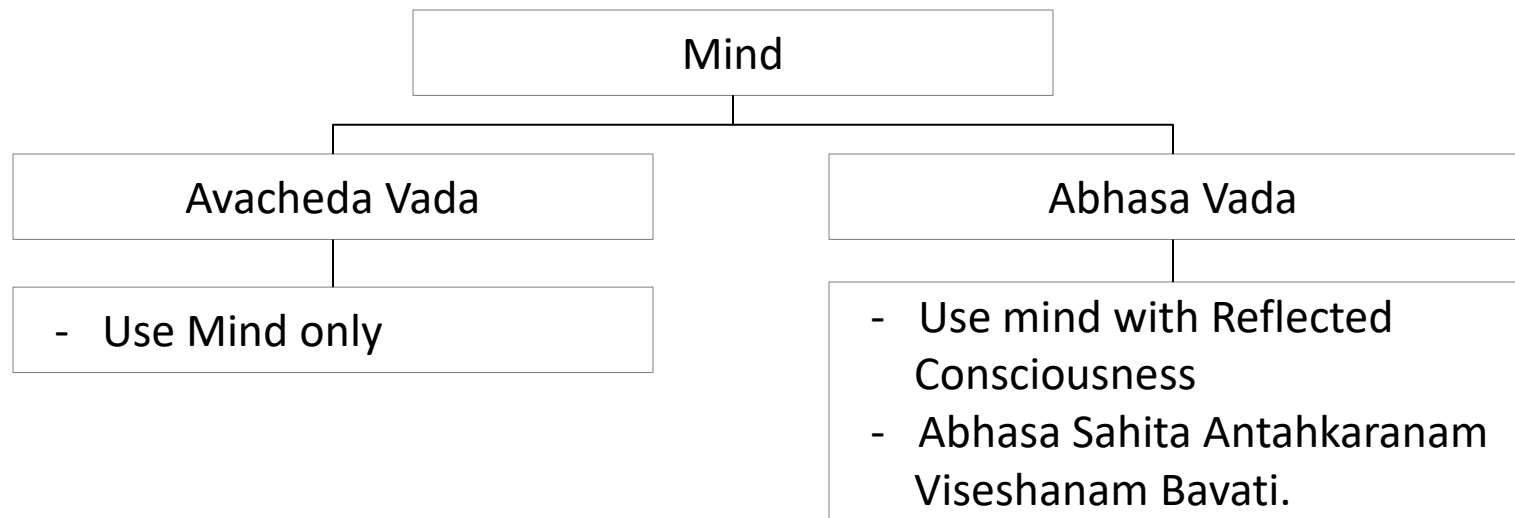 Mind
Avacheda Vada
Abhasa Vada
- Use Mind only
- Use mind with Reflected
Consciousness
- Abhasa Sahita Antahkaranam
Viseshanam Bavati.